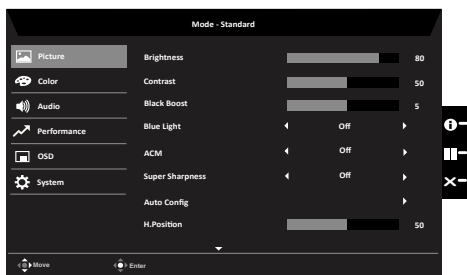 Mode - Standard
Picture
Color
Audio
Performance
OSD
System
Brightness 80
Contrast 50
Black Boost 5
Blue Light Off
ACM Off
Super Sharpness Off
Auto Config
H.Position 50
Move
Enter